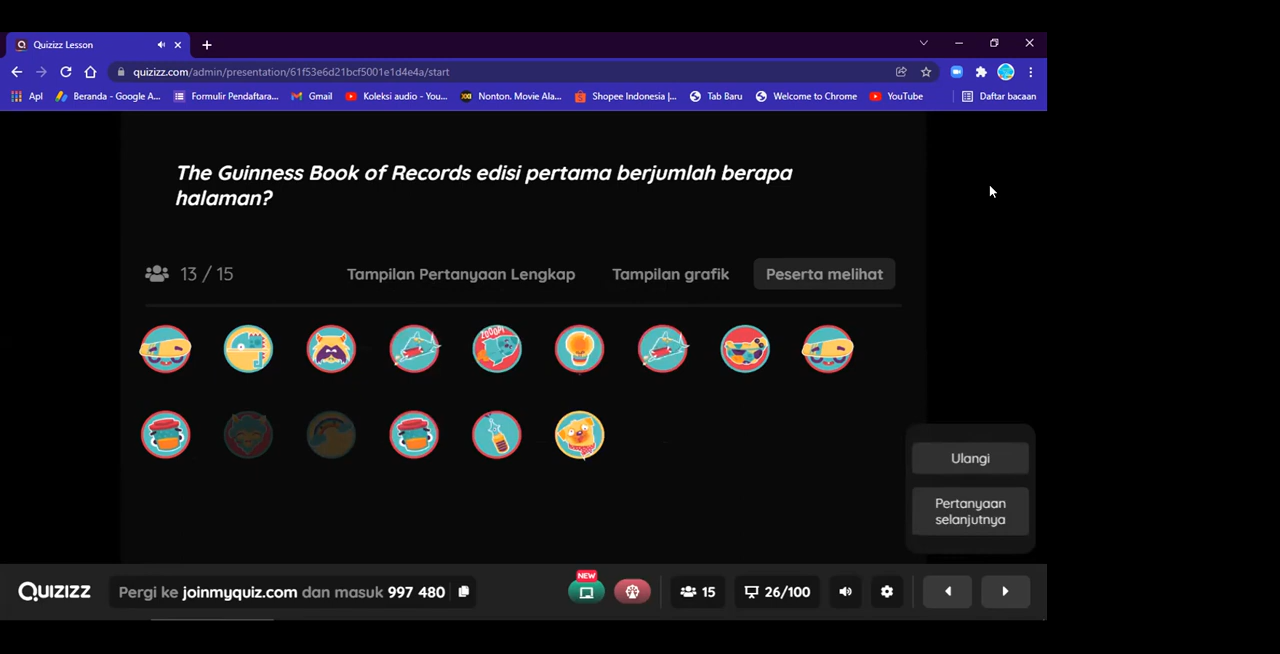 Quizizz Lesson
quizizz.com/admin/presentation/61f53e6d21bcf5001e1d4e4a/start
Apl Beranda - Google A... Formulir Pendaftara... Gmail Koleksi audio - You... Nonton. Movie Ala... Shopee Indonesia |... Tab Baru Welcome to Chrome YouTube Daftar bacaan
The Guinness Book of Records edisi pertama berjumlah berapa
halaman?
13 / 15 Tampilan Pertanyaan Lengkap Tampilan grafik Peserta melihat
ZOOOP!
Ulangi
Pertanyaan
selanjutnya
NEW
QUIZIZZ Pergi ke joinmyquiz.com dan masuk 997 480 15 26/100